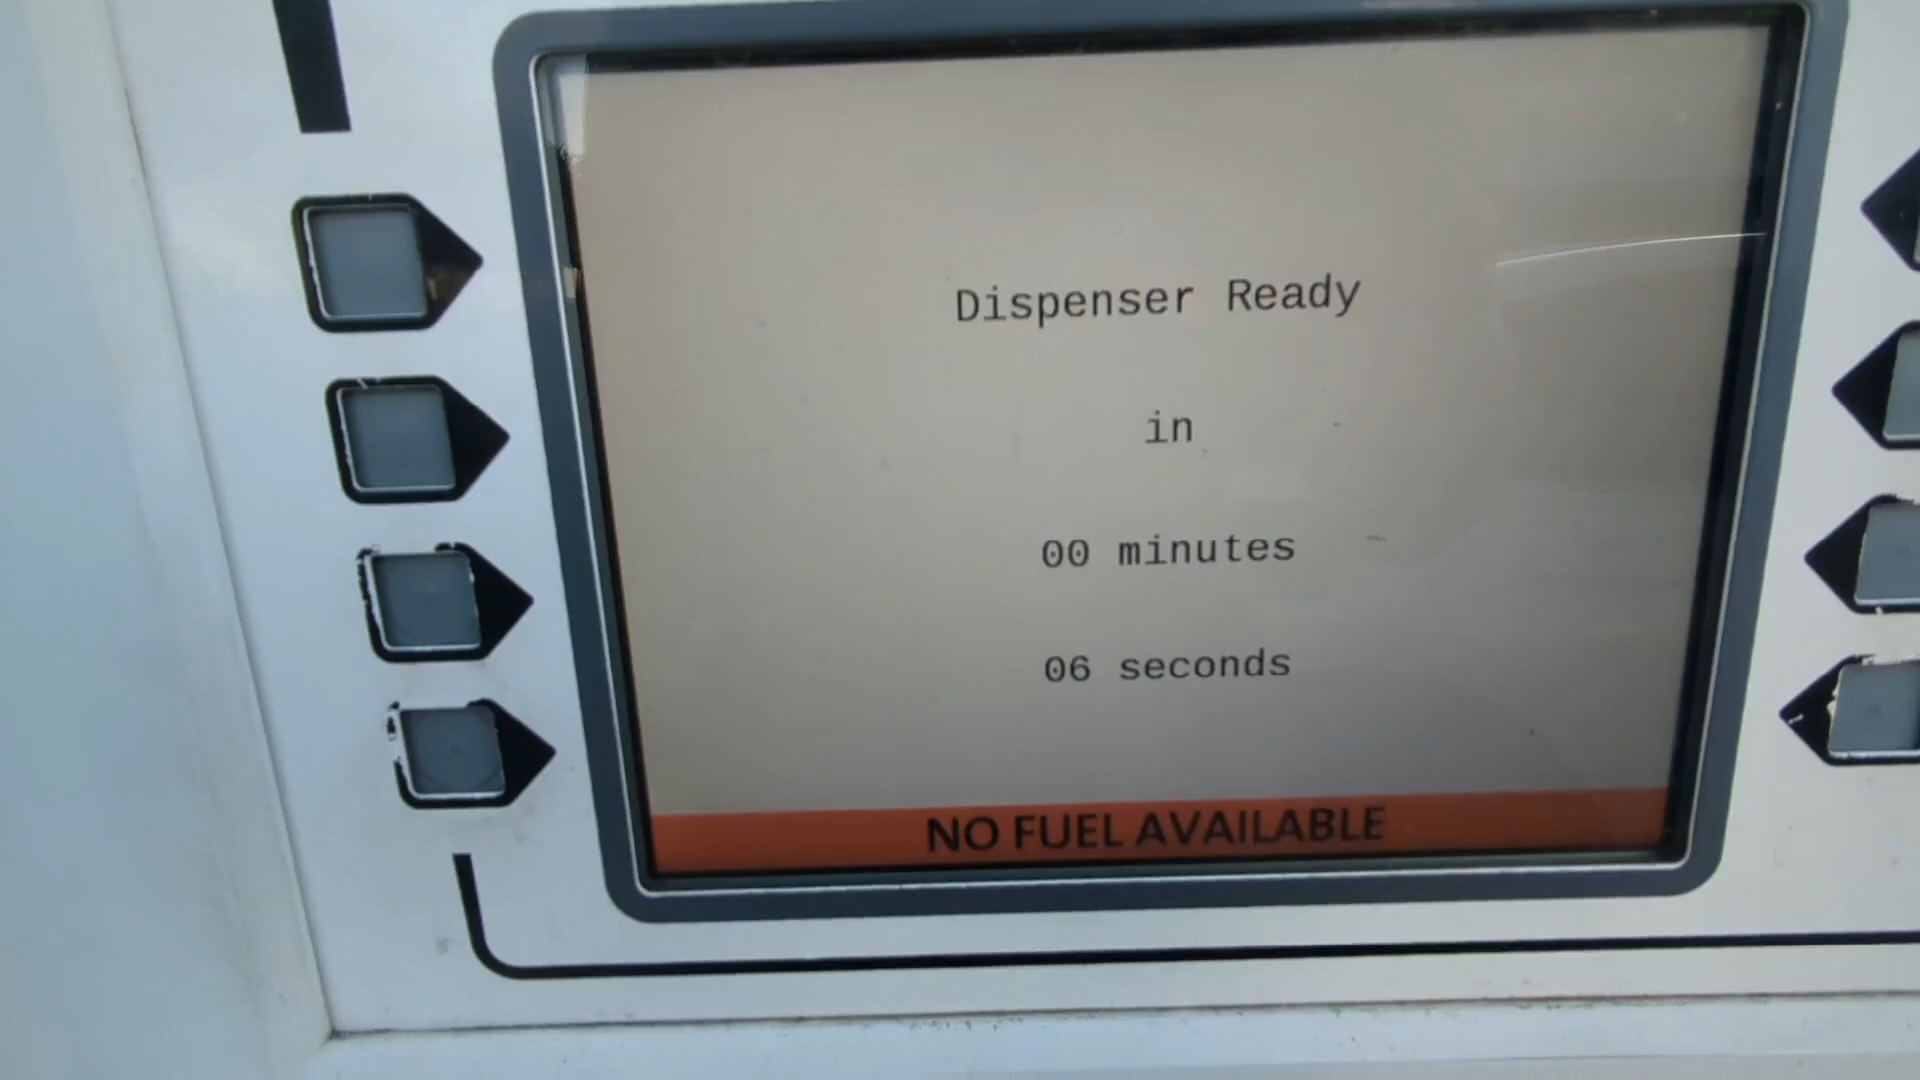 Dispenser Ready
in
00 minutes
06 seconds
NO FUEL AVAILABLE